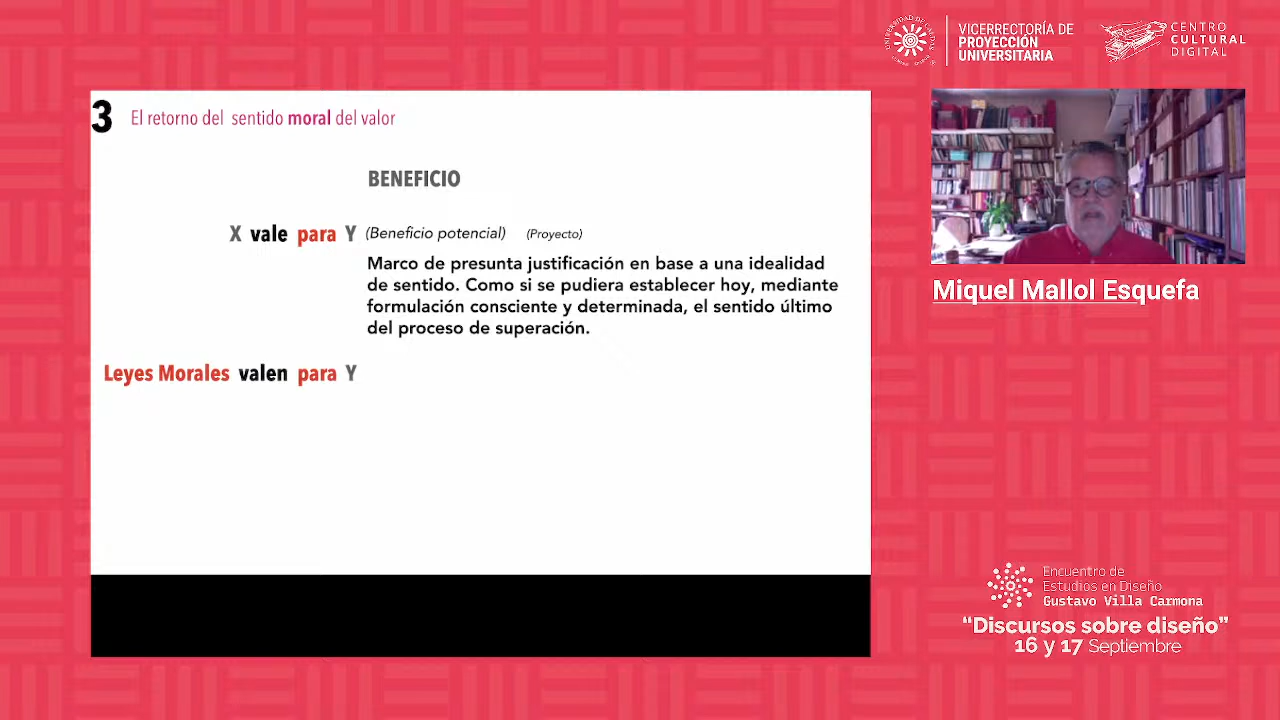 VICERRECTORÍA DE
PROYECCIÓN
UNIVERSITARIA
CENTRO
CULTURAL
DIGITAL
3 El retorno del sentido moral del valor
BENEFICIO
X vale para Y (Beneficio potencial) (Proyecto)
Marco de presunta justificación en base a una idealidad
de sentido. Como si se pudiera establecer hoy, mediante
formulación consciente y determinada, el sentido último
del proceso de superación.
Leyes Morales valen para Y
Miquel Mallol Esquefa
Encuentro de
Estudios en Diseño
Gustavo Villa Carmona
“Discursos sobre diseño”
16 y 17 Septiembre